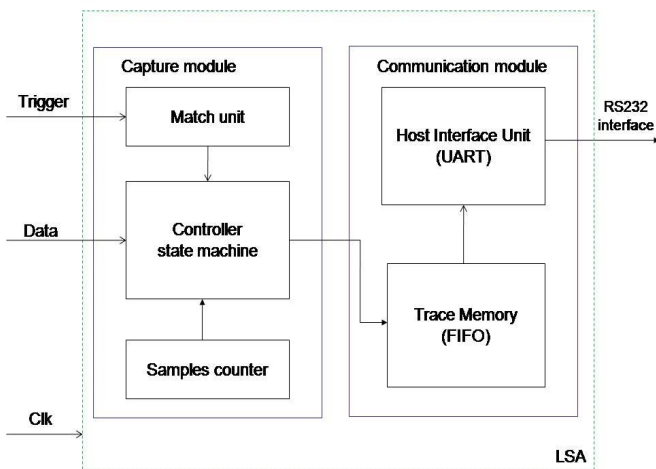 Capture module
Communication module
Trigger
Match unit
Host Interface Unit
(UART)
RS232
interface
Data
Controller
state machine
Trace Memory
(FIFO)
Samples counter
Clk
LSA